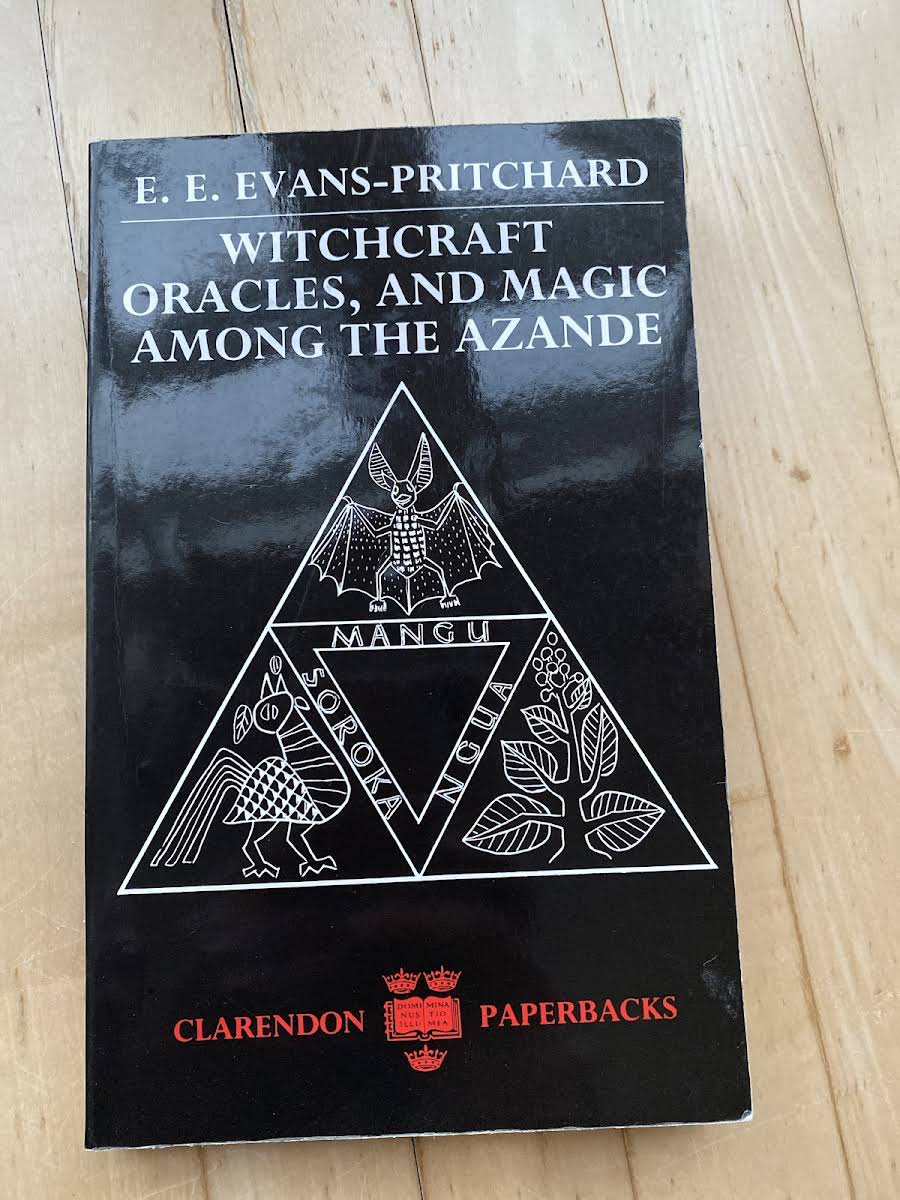 E. E. EVANS-PRITCHARD
WITCHCRAFT
ORACLES, AND MAGIC
AMONG THE AZANDE
MANGU
SOROKA
NGUA
CLARENDON
DOMI MINA
NUS TIO
ILLU MEA
PAPERBACKS